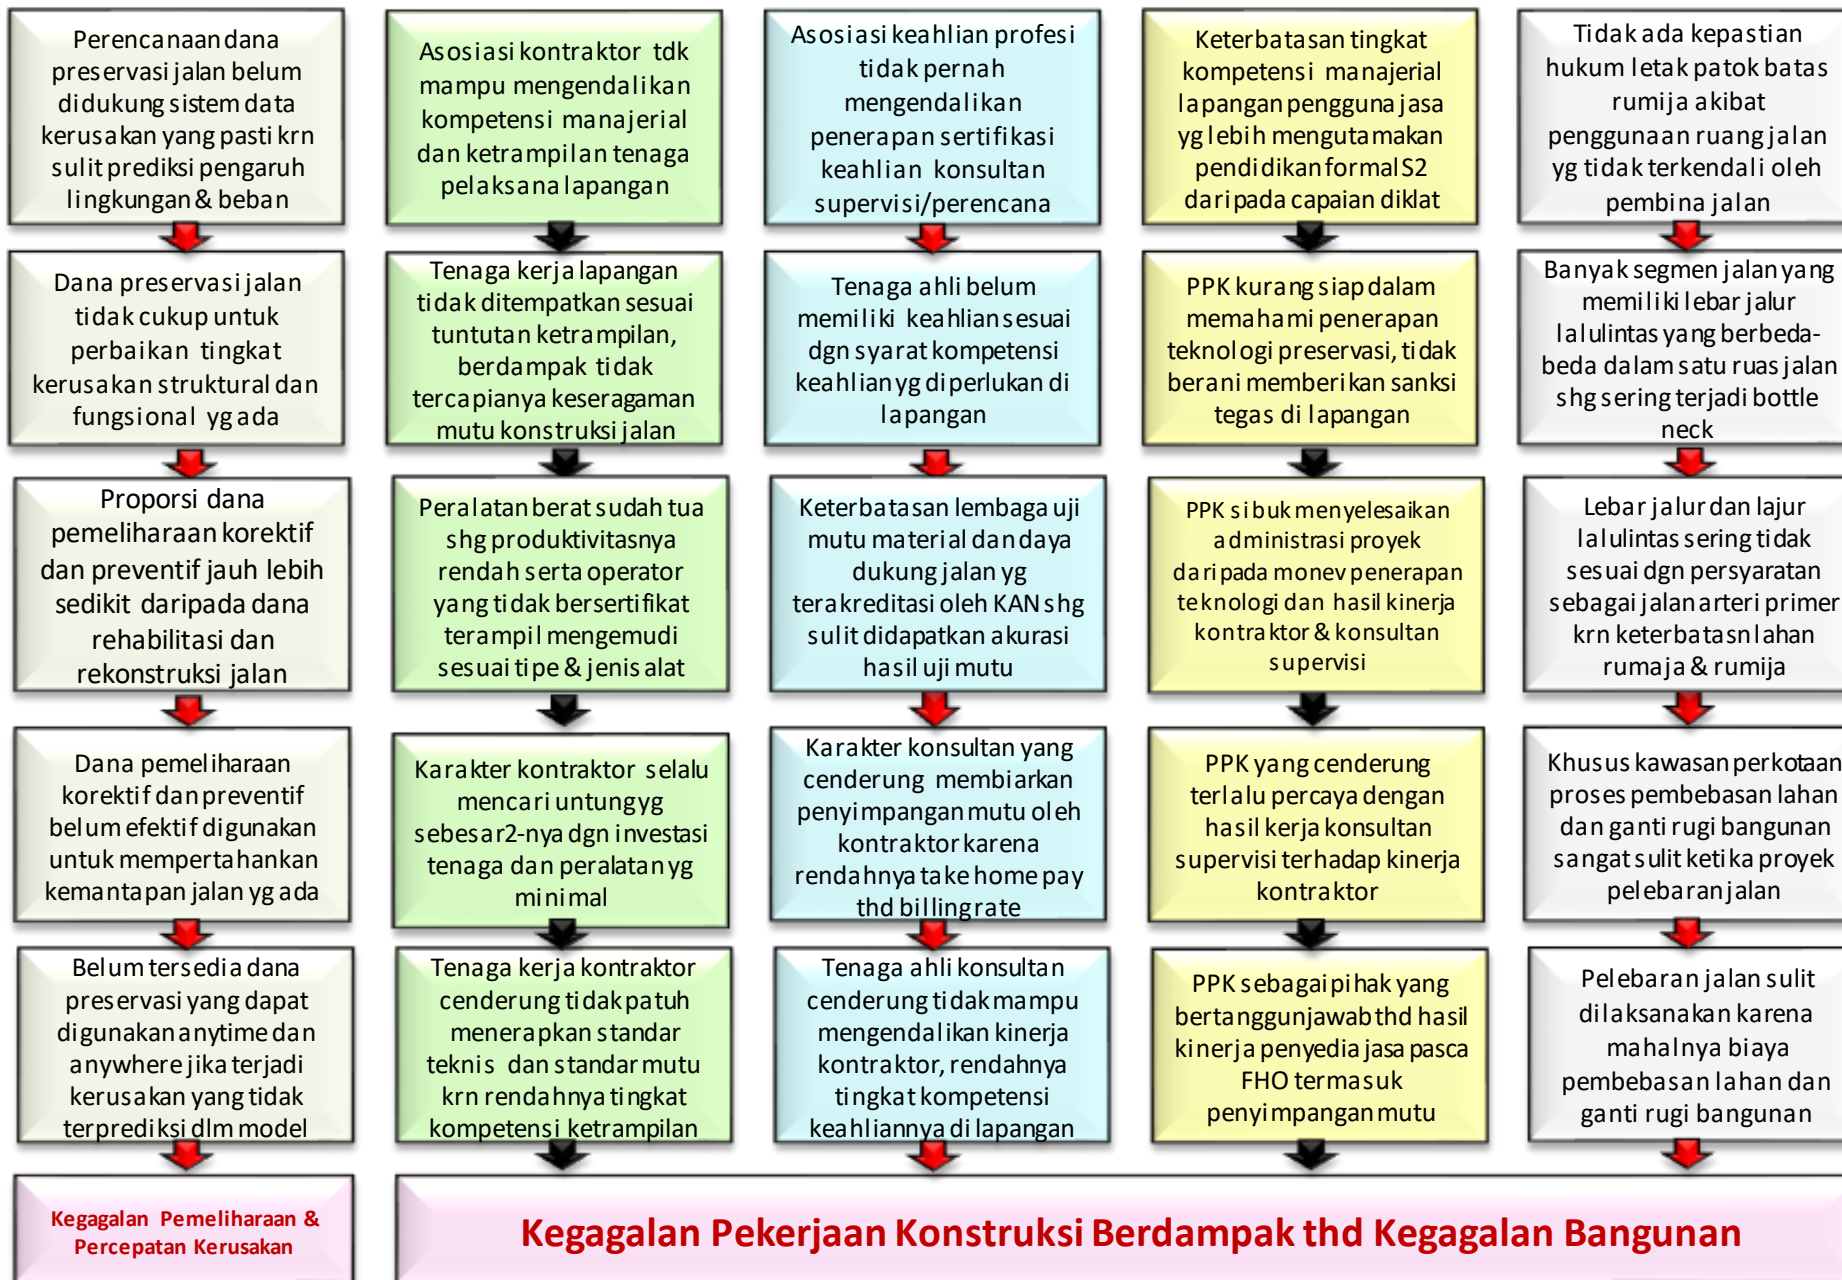 Perencanaan dana
preservasi jalan belum
didukung sistem data
kerusakan yang pasti krn
sulit prediksi pengaruh
lingkungan & beban
Dana preservasi jalan
tidak cukup untuk
perbaikan tingkat
kerusakan struktural dan
fungsional yg ada
Proporsi dana
pemeliharaan korektif
dan preventif jauh lebih
sedikit daripada dana
rehabilitasi dan
rekonstruksi jalan
Dana pemeliharaan
korektif dan preventif
belum efektif digunakan
untuk mempertahankan
kemantapan jalan yg ada
Belum tersedia dana
preservasi yang dapat
digunakan anytime dan
anywhere jika terjadi
kerusakan yang tidak
terprediksi dlm model
Kegagalan Pemeliharaan &
Percepatan Kerusakan
Asosiasi kontraktor tdk
mampu mengendalikan
kompetensi manajerial
dan ketrampilan tenaga
pelaksana lapangan
Tenaga kerja lapangan
tidak ditempatkan sesuai
tuntutan ketrampilan,
berdampak tidak
tercapianya keseragaman
mutu konstruksi jalan
Peralatan berat sudah tua
shg produktivitasnya
rendah serta operator
yang tidak bersertifikat
terampil mengemudi
sesuai tipe & jenis alat
Karakter kontraktor selalu
mencari untung yg
sebesar2-nya dgn investasi
tenaga dan peralatan yg
minimal
Tenaga kerja kontraktor
cenderung tidak patuh
menerapkan standar
teknis dan standar mutu
krn rendahnya tingkat
kompetensi ketrampilan
Asosiasi keahlian profesi
tidak pernah
mengendalikan
penerapan sertifikasi
keahlian konsultan
supervisi/perencana
Tenaga ahli belum
memiliki keahlian sesuai
dgn syarat kompetensi
keahlian yg diperlukan di
lapangan
Keterbatasan lembaga uji
mutu material dan daya
dukung jalan yg
terakreditasi oleh KAN shg
sulit didapatkan akurasi
hasil uji mutu
Karakter konsultan yang
cenderung membiarkan
penyimpangan mutu oleh
kontraktor karena
rendahnya take home pay
thd billing rate
Tenaga ahli konsultan
cenderung tidak mampu
mengendalikan kinerja
kontraktor, rendahnya
tingkat kompetensi
keahliannya di lapangan
Keterbatasan tingkat
kompetensi manajerial
lapangan pengguna jasa
yg lebih mengutamakan
pendidikan formal S2
daripada capaian diklat
PPK kurang siap dalam
memahami penerapan
teknologi preservasi, tidak
berani memberikan sanksi
tegas di lapangan
PPK sibuk menyelesaikan
administrasi proyek
daripada monev penerapan
teknologi dan hasil kinerja
kontraktor & konsultan
supervisi
PPK yang cenderung
terlalu percaya dengan
hasil kerja konsultan
supervisi terhadap kinerja
kontraktor
PPK sebagai pihak yang
bertanggunjawab thd hasil
kinerja penyedia jasa pasca
FHO termasuk
penyimpangan mutu
Tidak ada kepastian
hukum letak patok batas
rumija akibat
penggunaan ruang jalan
yg tidak terkendali oleh
pembina jalan
Banyak segmen jalan yang
memiliki lebar jalur
lalulintas yang berbeda-
beda dalam satu ruas jalan
shg sering terjadi bottle
neck
Lebar jalur dan lajur
lalulintas sering tidak
sesuai dgn persyaratan
sebagai jalan arteri primer
krn keterbatasn lahan
rumaja & rumija
Khusus kawasan perkotaan
proses pembebasan lahan
dan ganti rugi bangunan
sangat sulit ketika proyek
pelebaran jalan
Pelebaran jalan sulit
dilaksanakan karena
mahalnya biaya
pembebasan lahan dan
ganti rugi bangunan
Kegagalan Pekerjaan Konstruksi Berdampak thd Kegagalan Bangunan